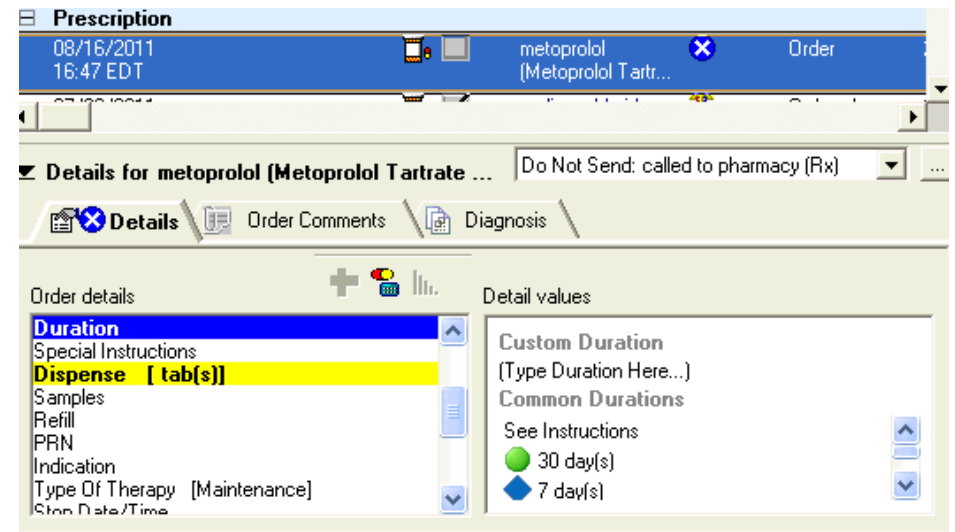 Prescription
08/16/2011 metoprolol Order
16:47 EDT (Metoprolol Tartr...
Details for metoprolol (Metoprolol Tartrate ... Do Not Send: called to pharmacy (Rx) ...
Details Order Comments Diagnosis
Order details Detail values
Duration
Special Instructions
Dispense [ tab(s)]
Samples
Refill
PRN
Indication
Type Of Therapy [Maintenance]
Stop Date/Time
Custom Duration
(Type Duration Here...)
Common Durations
See Instructions
30 day(s)
7 day(s)